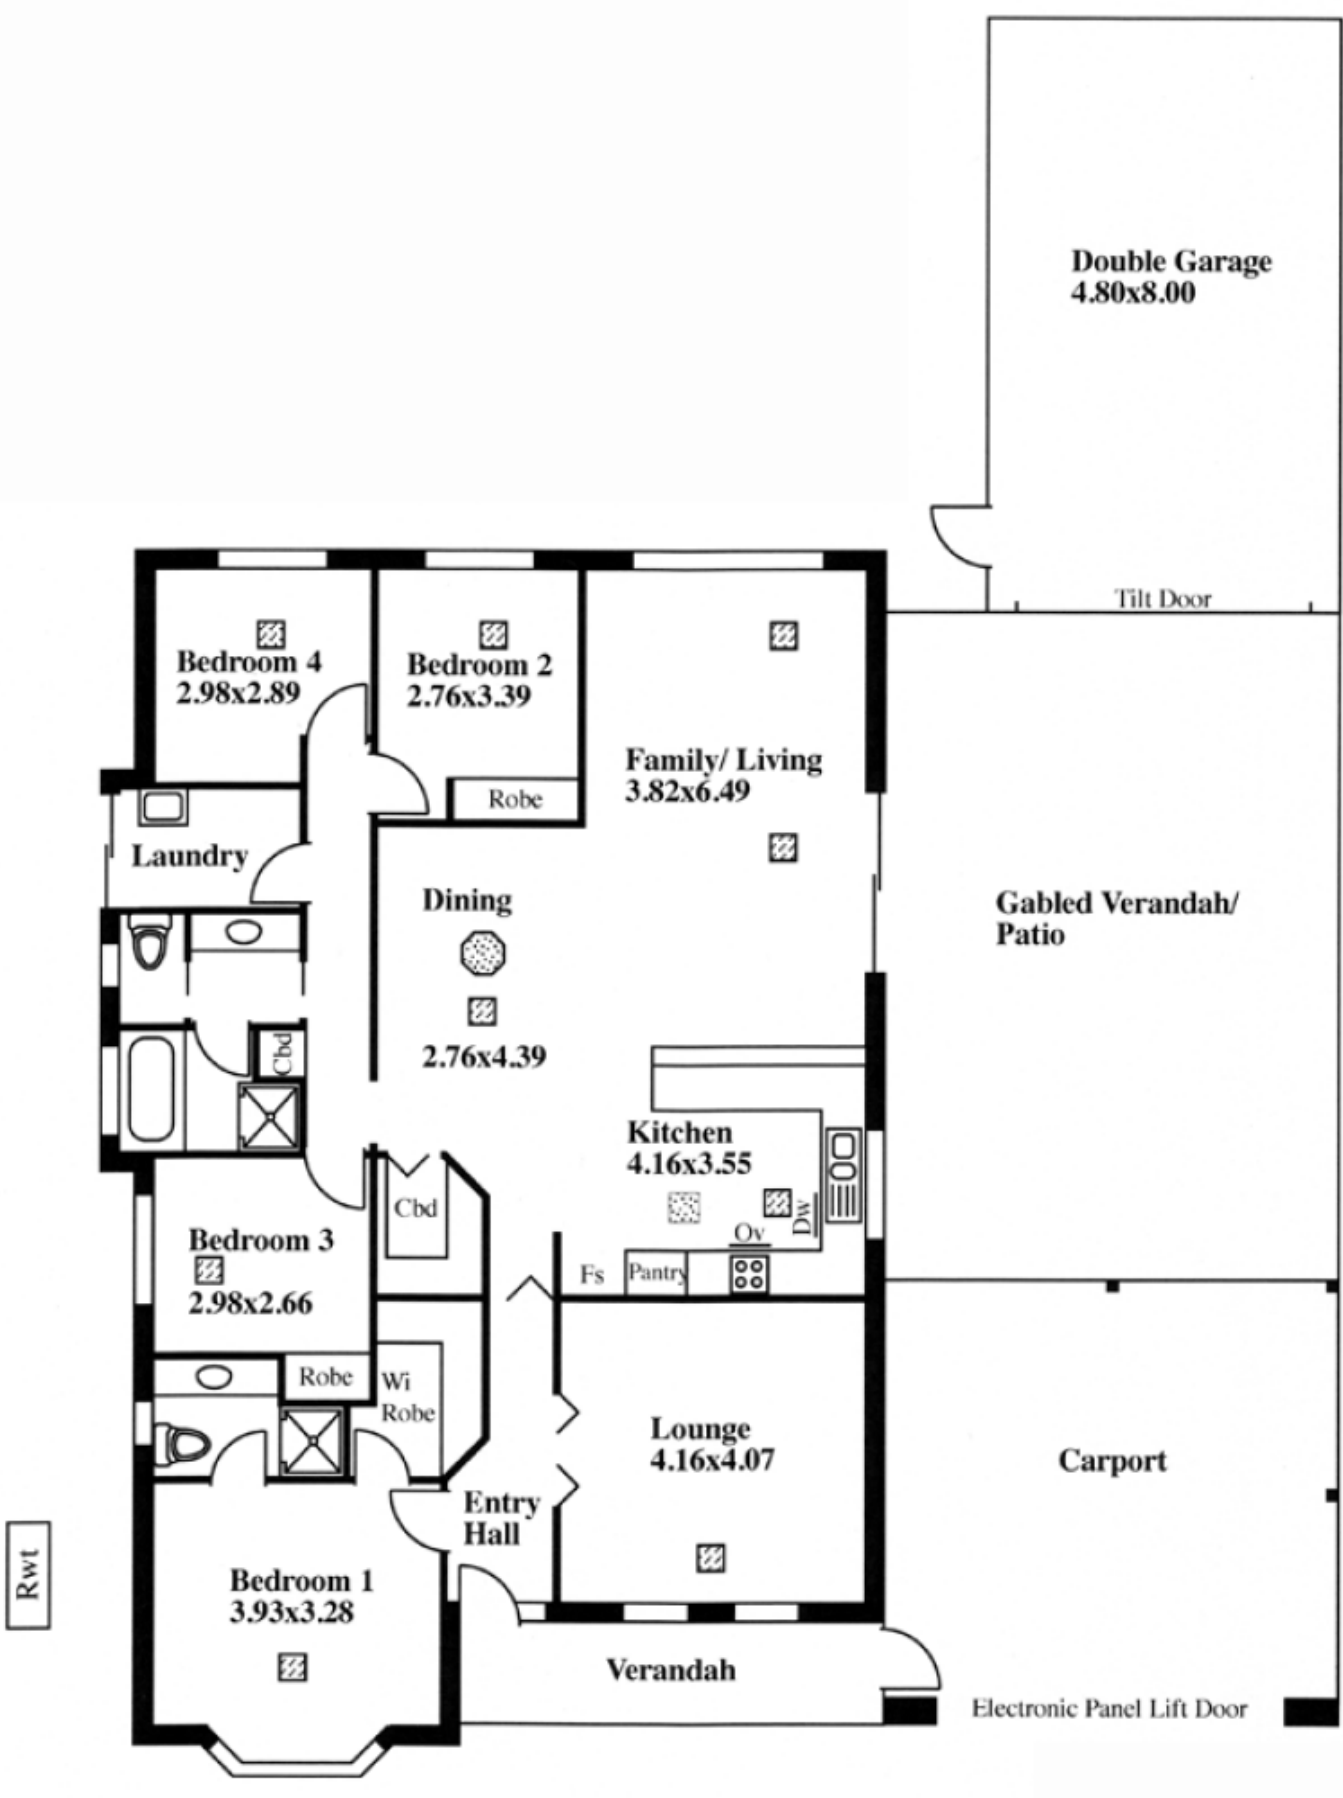 Double Garage
4.80x8.00
Tilt Door
Bedroom 4
2.98x2.89
Bedroom 2
2.76x3.39
Robe
Family/ Living
3.82x6.49
Laundry
Dining
2.76x4.39
Gabled Verandah/
Patio
Cbd
Kitchen
4.16x3.55
Dw
Ov
Cbd
Fs
Pantry
Bedroom 3
2.98x2.66
Robe
Wi
Robe
Lounge
4.16x4.07
Carport
Entry
Hall
Rwt
Bedroom 1
3.93x3.28
Verandah
Electronic Panel Lift Door